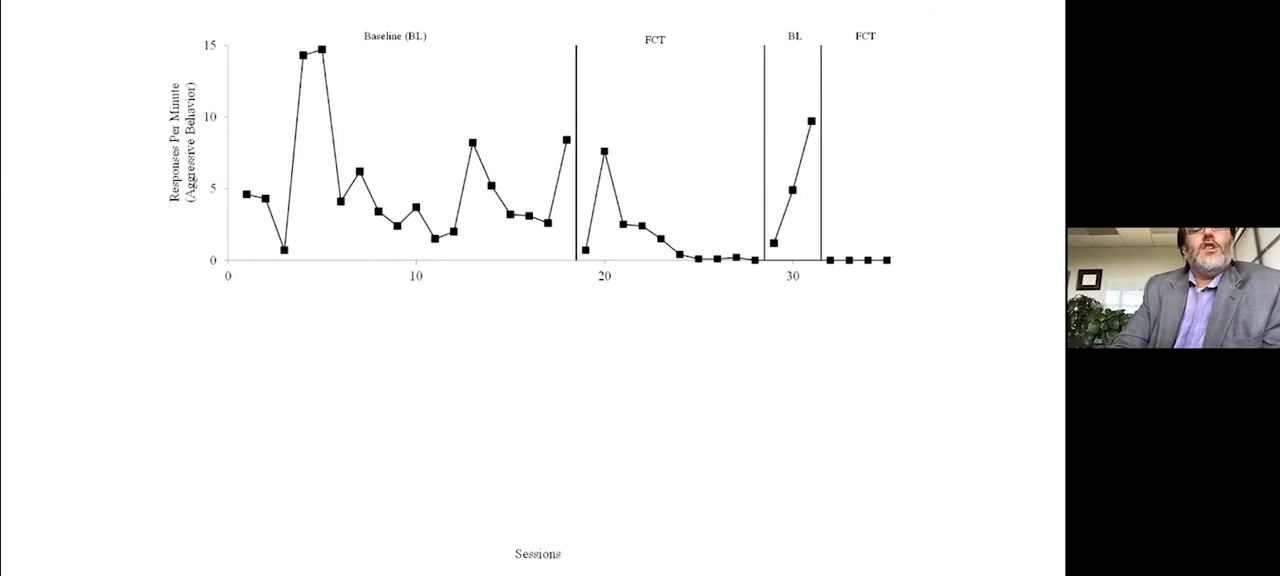 Baseline (BL)
FCT
BL
FCT
Responses Per Minute
(Aggressive Behavior)
15
10
5
0
0
10
20
30
Sessions